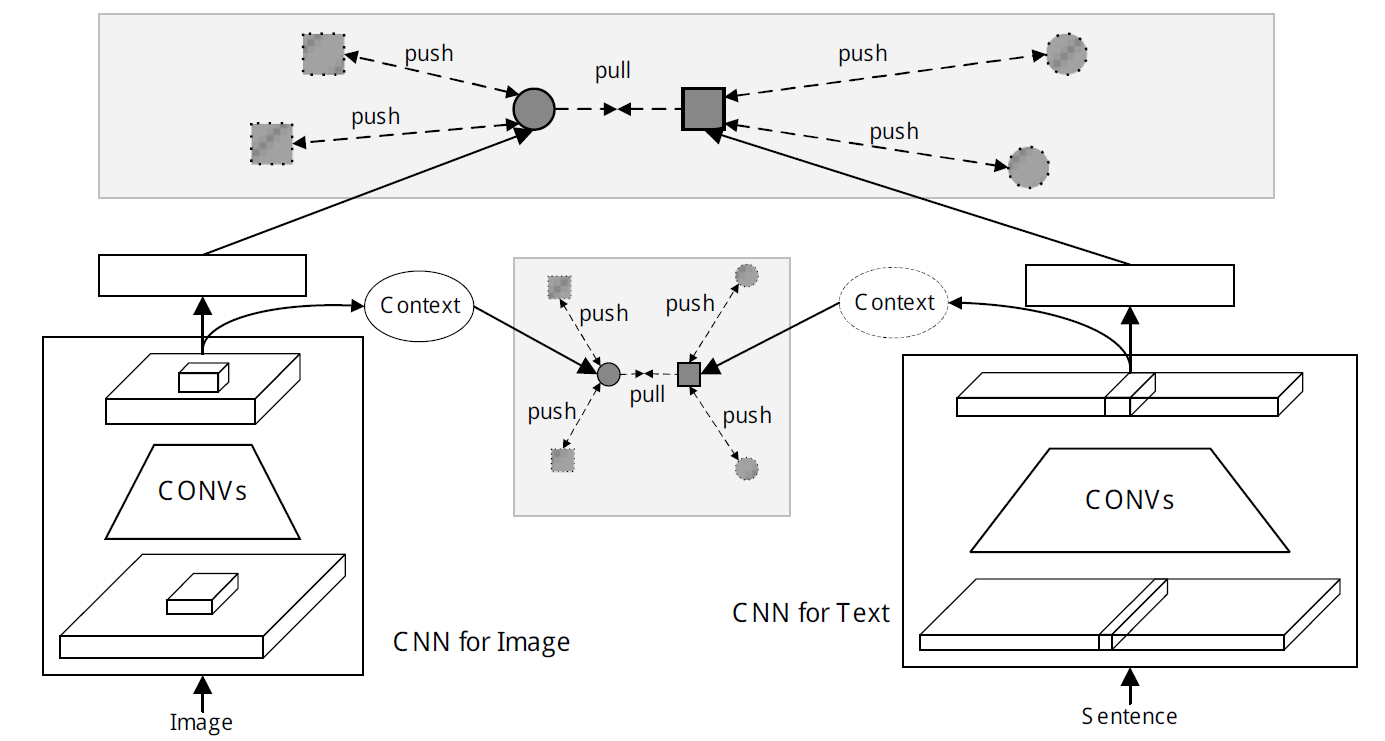 push
pull
push
push
push
Context
Context
push
push
pull
push
push
CONVs
CONVs
CNN for Image
CNN for Text
Image
Sentence